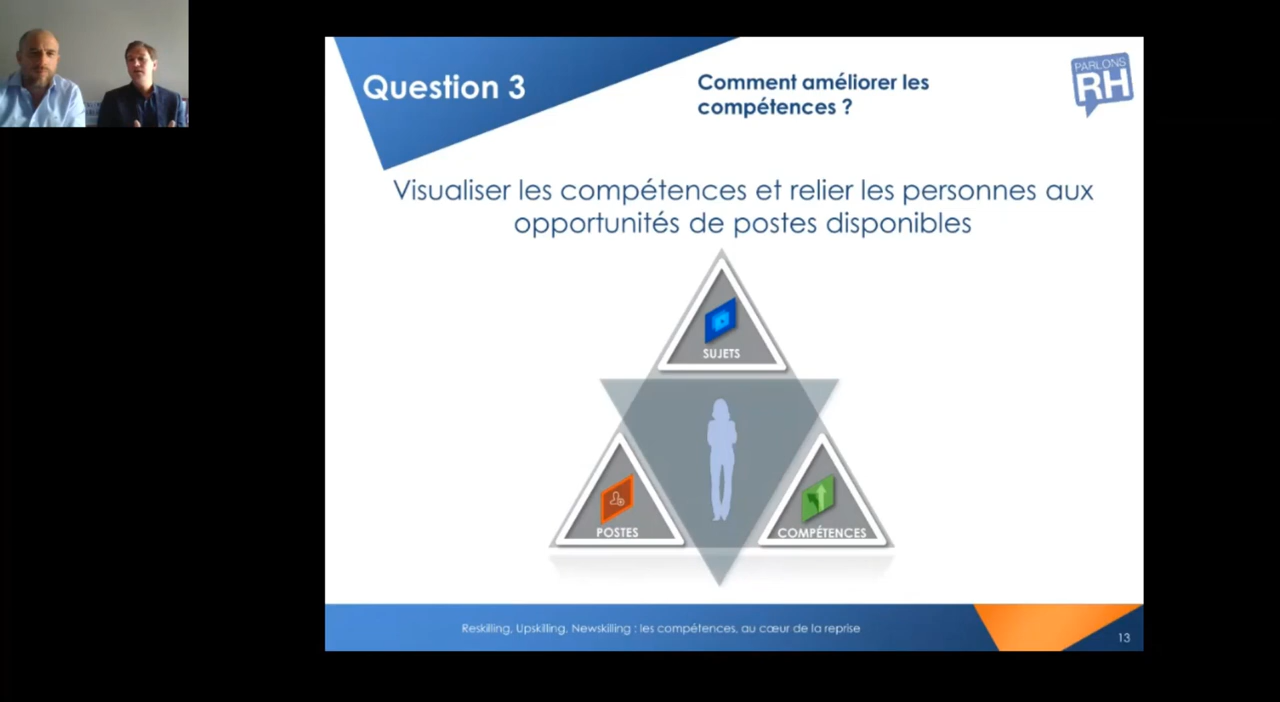 Question 3
Comment améliorer les
compétences ?
PARLONS
RH
Visualiser les compétences et relier les personnes aux
opportunités de postes disponibles
SUJETS
POSTES
COMPÉTENCES
Reskilling, Upskilling, Newskilling : les compétences, au cœur de la reprise
13